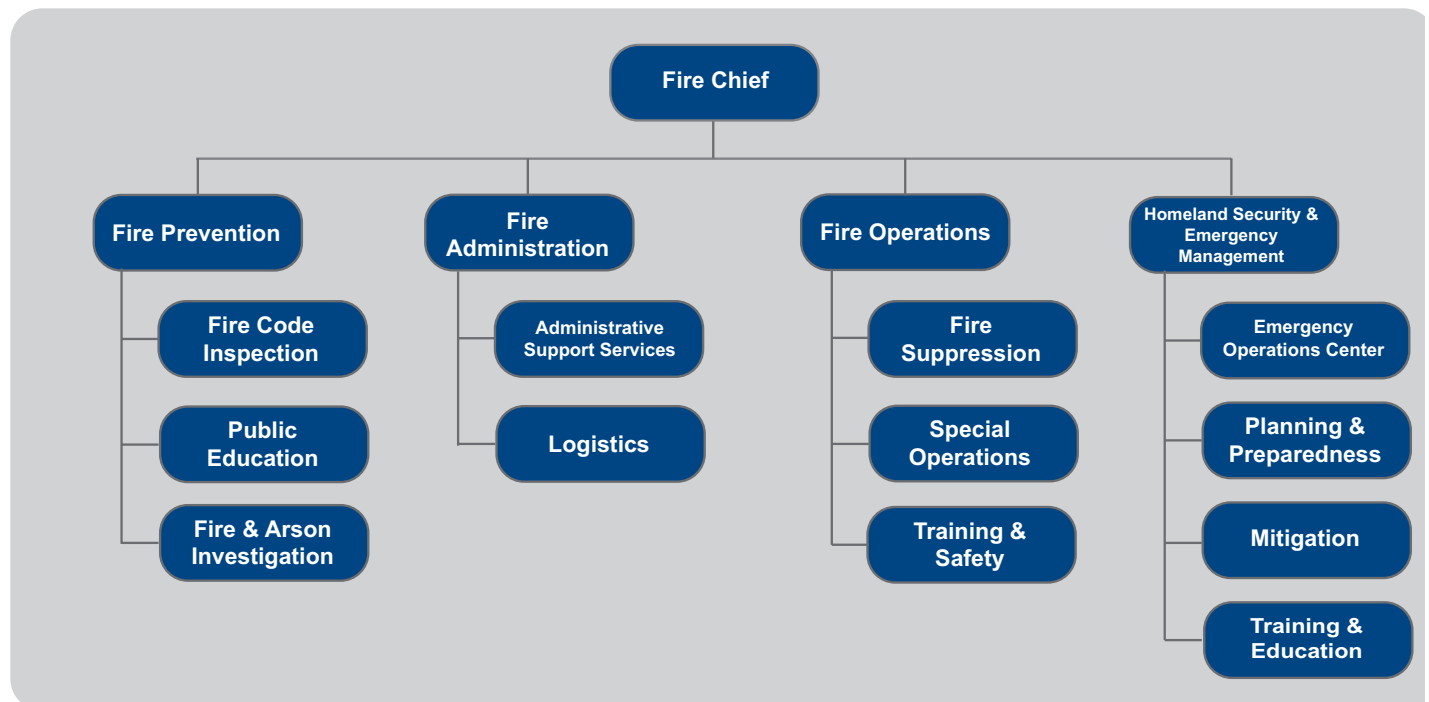 Fire Chief
Fire Prevention
Fire Code
Inspection
Public
Education
Fire & Arson
Investigation
Fire
Administration
Administrative
Support Services
Logistics
Fire Operations
Fire
Suppression
Special
Operations
Training &
Safety
Homeland Security &
Emergency
Management
Emergency
Operations Center
Planning &
Preparedness
Mitigation
Training &
Education